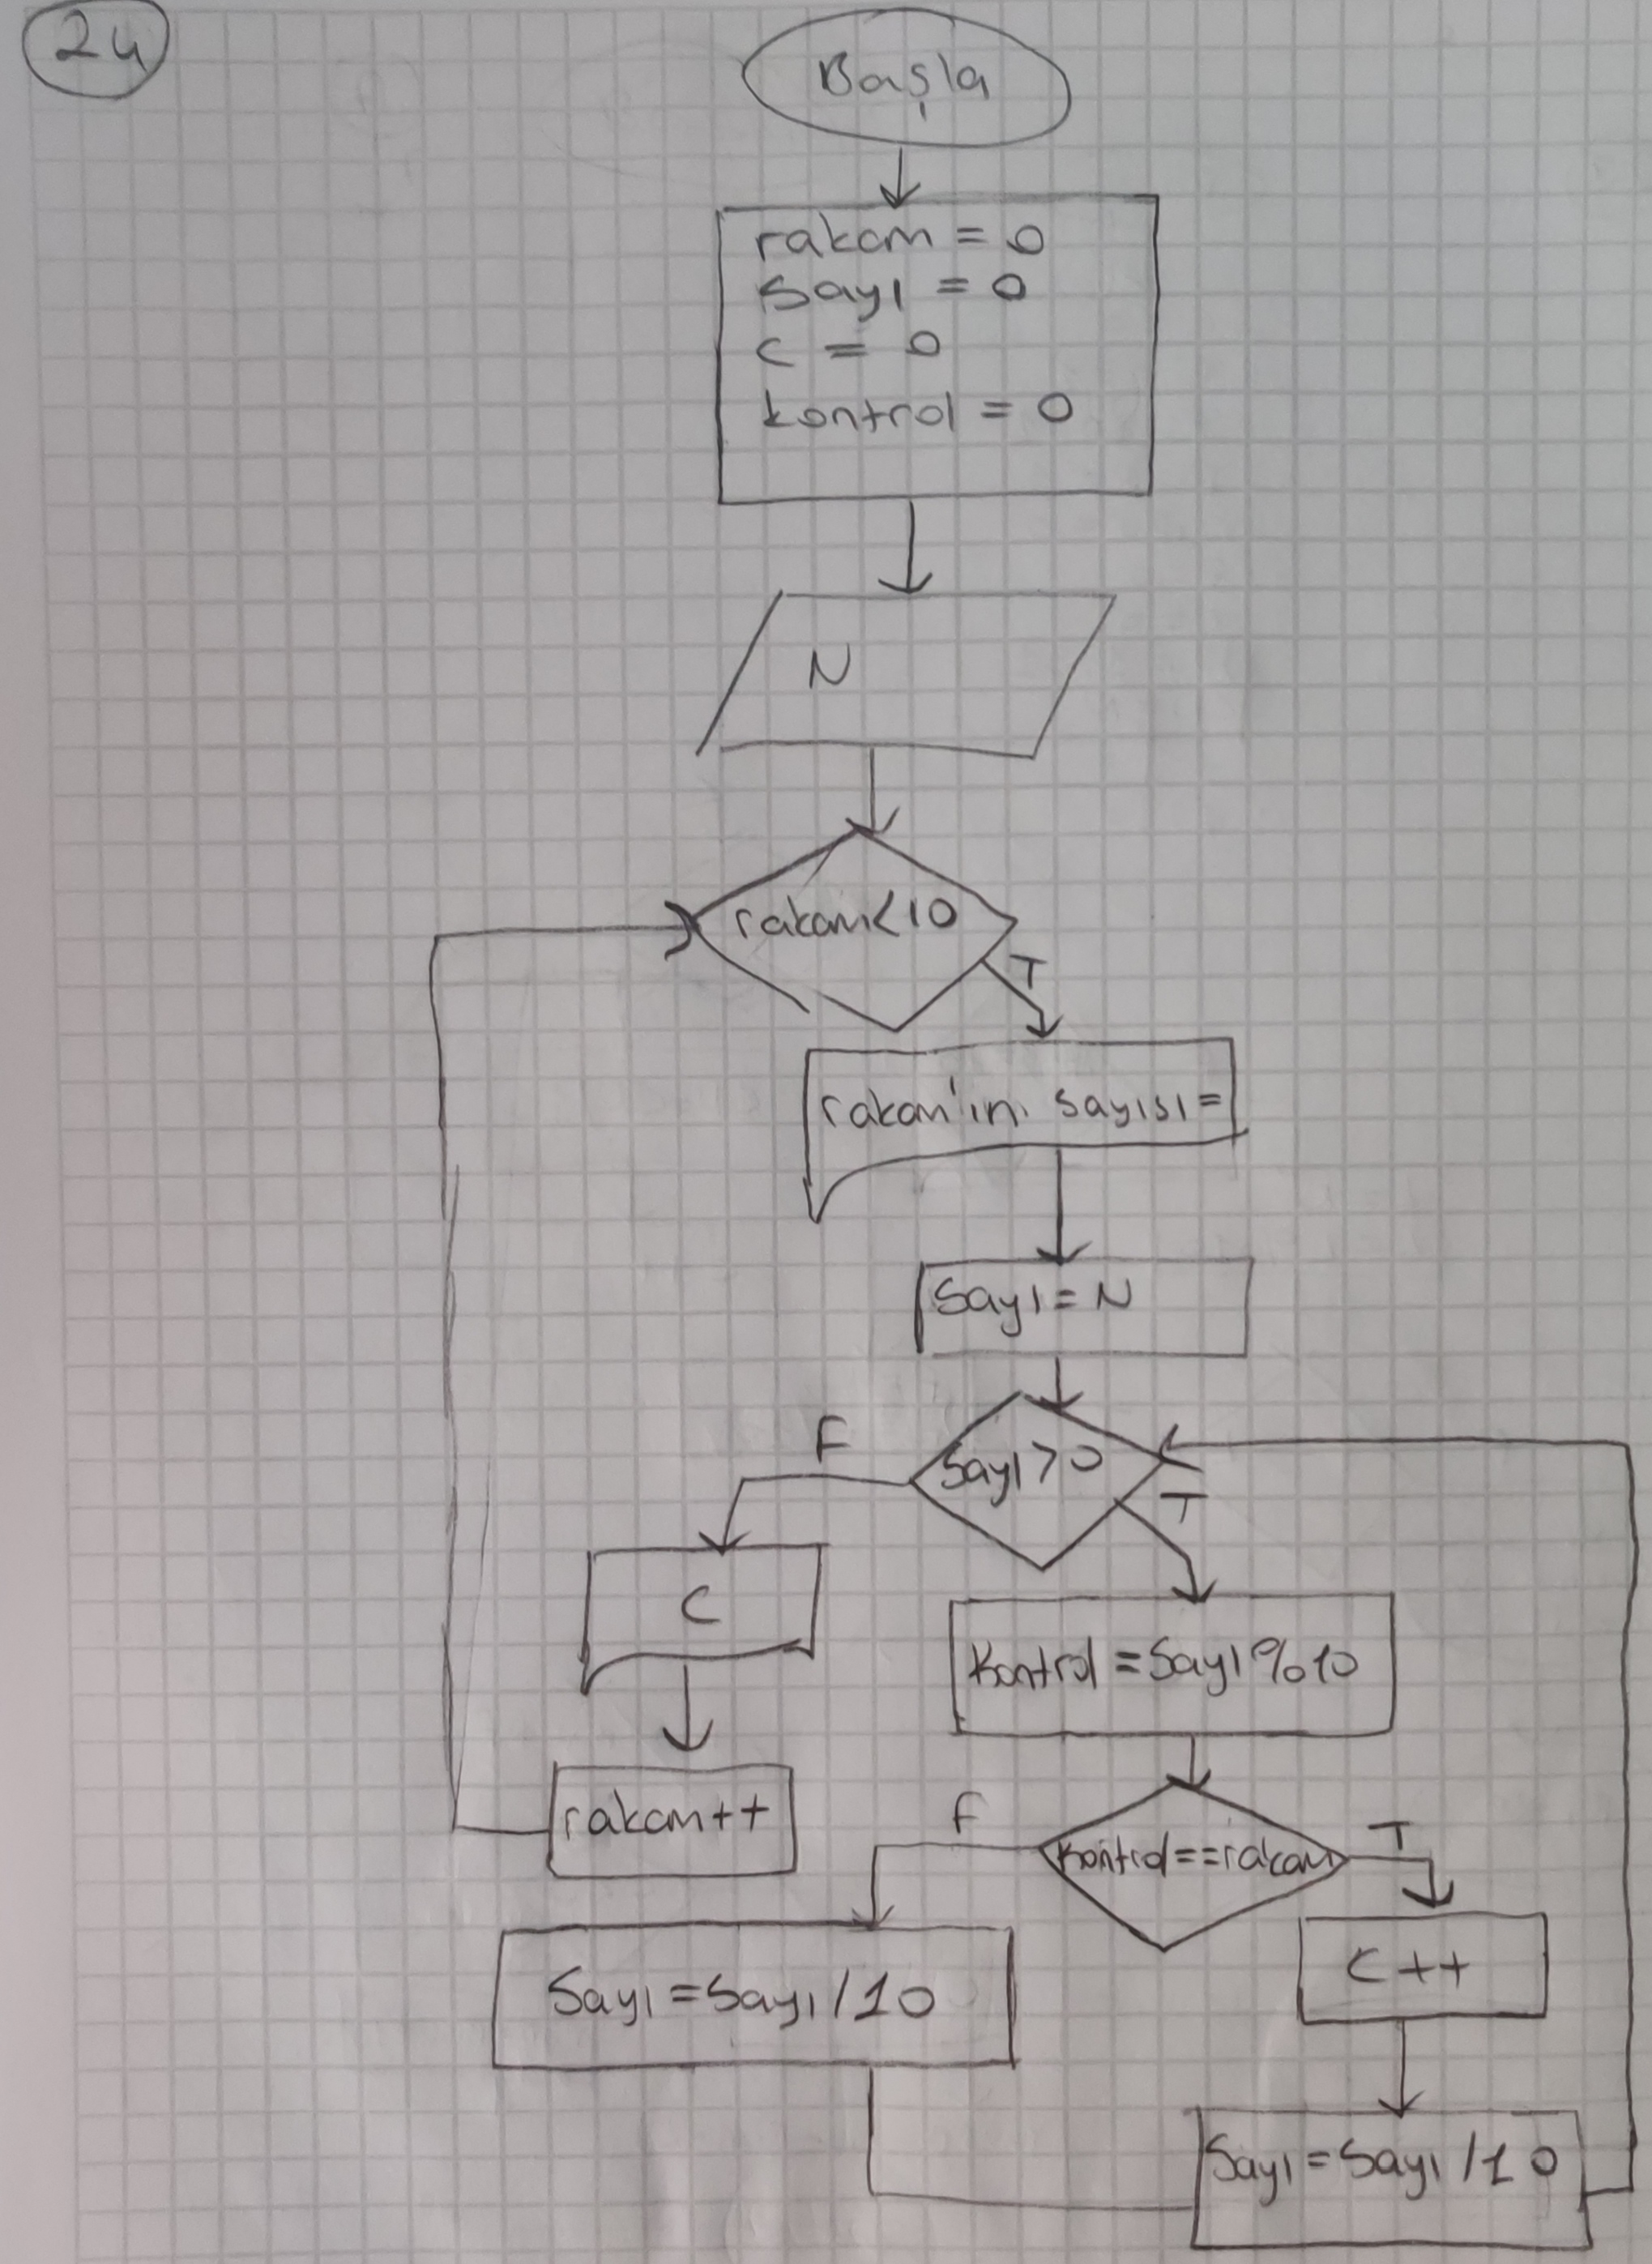 24
Başla
rakam = 0
Sayı = 0
c = 0
kontrol = 0
N
rakam<10
T
rakam'ın sayısı=
Sayı=N
F
Sayı>0
T
C
Kontrol=Sayı%10
rakam++
F
Kontrol==rakam
T
Sayı=Sayı/10
C++
Sayı=Sayı/10